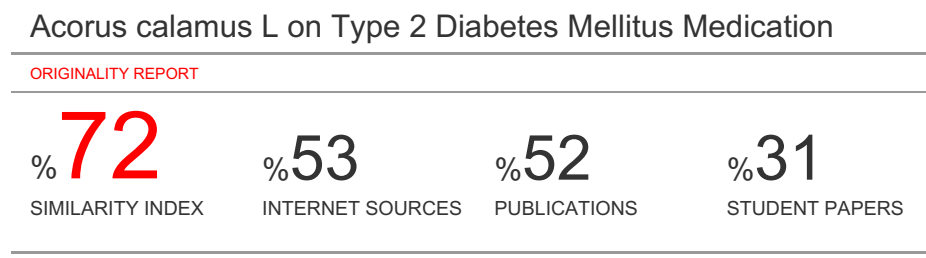 Acorus calamus L on Type 2 Diabetes Mellitus Medication
ORIGINALITY REPORT
%72 %53 %52 %31
SIMILARITY INDEX INTERNET SOURCES PUBLICATIONS STUDENT PAPERS